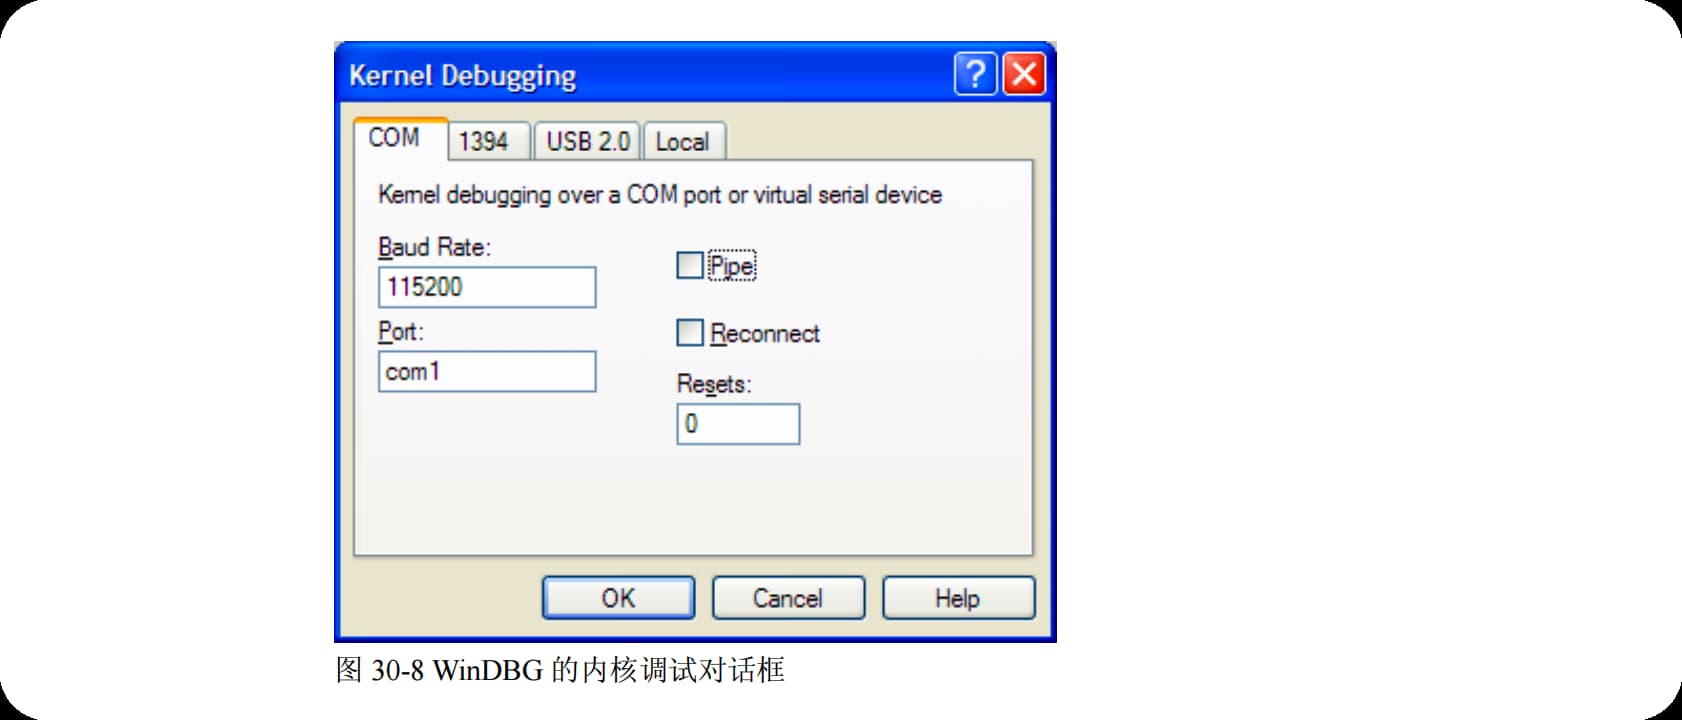 Kernel Debugging
COM 1394 USB 2.0 Local
Kernel debugging over a COM port or virtual serial device
Baud Rate:
115200
Pipe
Port:
com1
Reconnect
Resets:
0
OK Cancel Help
图 30-8 WinDBG 的内核调试对话框